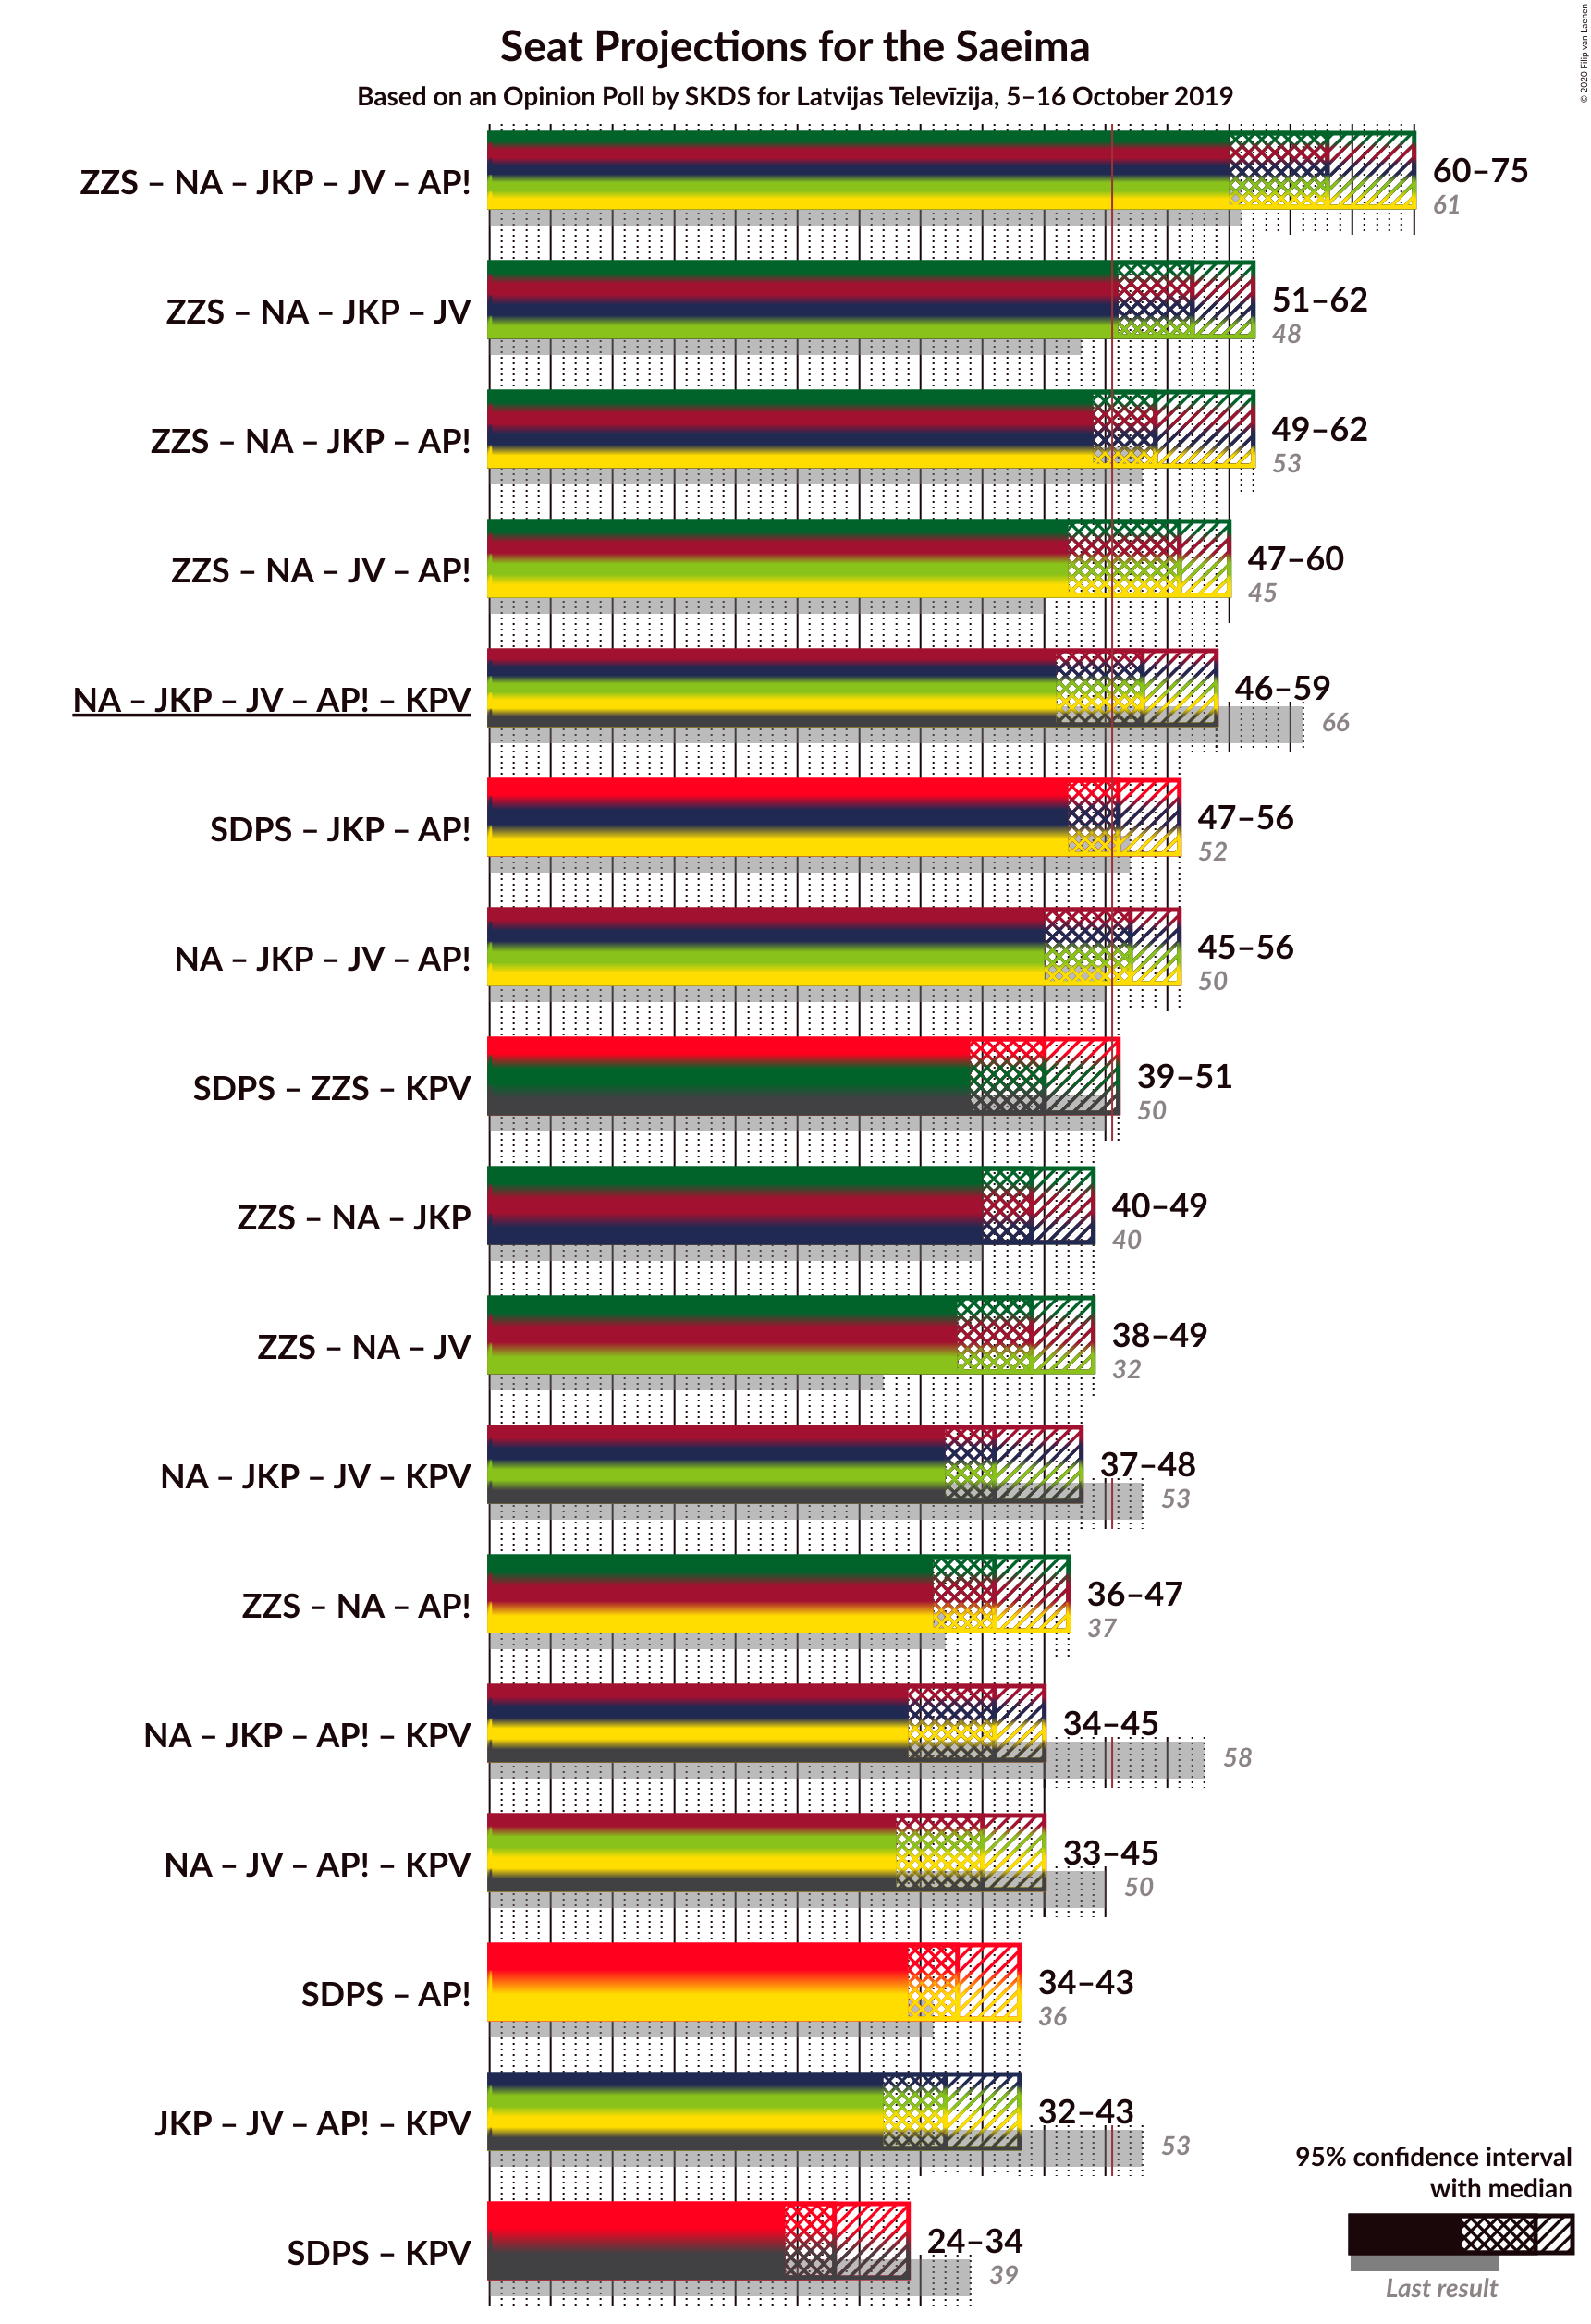 Seat Projections for the Saeima
Based on an Opinion Poll by SKDS for Latvijas Televīzija, 5–16 October 2019
© 2020 Filip van Laenen
ZZS – NA – JKP – JV – AP!
60–75
61
ZZS – NA – JKP – JV
51–62
48
ZZS – NA – JKP – AP!
49–62
53
ZZS – NA – JV – AP!
47–60
45
NA – JKP – JV – AP! – KPV
46–59
66
SDPS – JKP – AP!
47–56
52
NA – JKP – JV – AP!
45–56
50
SDPS – ZZS – KPV
39–51
50
ZZS – NA – JKP
40–49
40
ZZS – NA – JV
38–49
32
NA – JKP – JV – KPV
37–48
53
ZZS – NA – AP!
36–47
37
NA – JKP – AP! – KPV
34–45
58
NA – JV – AP! – KPV
33–45
50
SDPS – AP!
34–43
36
JKP – JV – AP! – KPV
32–43
53
SDPS – KPV
24–34
39
95% confidence interval
with median
Last result